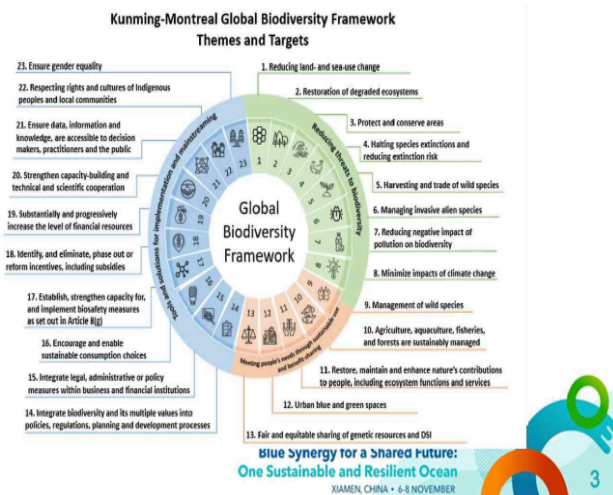 Kunming-Montreal Global Biodiversity Framework
Themes and Targets
23. Ensure gender equality
22. Respecting rights and cultures of Indigenous
peoples and local communities
21. Ensure data, information and
knowledge, are accessible to decision
makers, practitioners and the public
20. Strengthen capacity-building and
technical and scientific cooperation
19. Substantially and progressively
increase the level of financial resources
18. Identify, and eliminate, phase out or
reform incentives, including subsidies
17. Establish, strengthen capacity for,
and implement biosafety measures
as set out in Article 8(g)
16. Encourage and enable
sustainable consumption choices
15. Integrate legal, administrative or policy
measures within business and financial institutions
14. Integrate biodiversity and its multiple values into
policies, regulations, planning and development processes
1. Reducing land- and sea-use change
2. Restoration of degraded ecosystems
3. Protect and conserve areas
4. Halting species extinctions and
reducing extinction risk
5. Harvesting and trade of wild species
6. Managing invasive alien species
7. Reducing negative impact of
pollution on biodiversity
8. Minimize impacts of climate change
9. Management of wild species
10. Agriculture, aquaculture, fisheries,
and forests are sustainably managed
11. Restore, maintain and enhance nature's contributions
to people, including ecosystem functions and services
12. Urban blue and green spaces
13. Fair and equitable sharing of genetic resources and DSI
Tools and solutions for implementation and mainstreaming
Reducing threats to biodiversity
Meeting people's needs through sustainable use
and benefit-sharing
1
2
3
4
5
6
7
8
9
10
11
12
13
14
15
16
17
18
19
20
21
22
23
Global
Biodiversity
Framework
Blue Synergy for a Shared Future:
One Sustainable and Resilient Ocean
XIAMEN, CHINA • 6-8 NOVEMBER
3